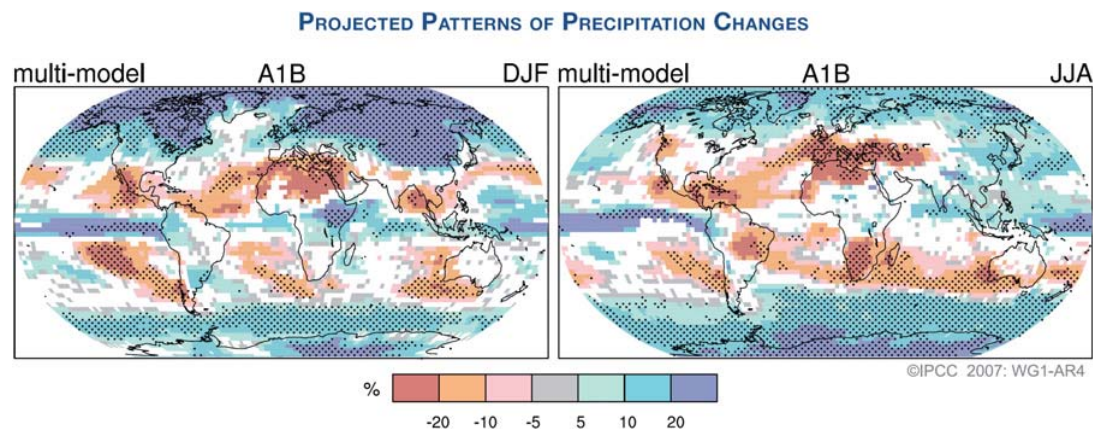 PROJECTED PATTERNS OF PRECIPITATION CHANGES
multi-model A1B DJF multi-model A1B JJA
©IPCC 2007: WG1-AR4
%
-20 -10 -5 5 10 20